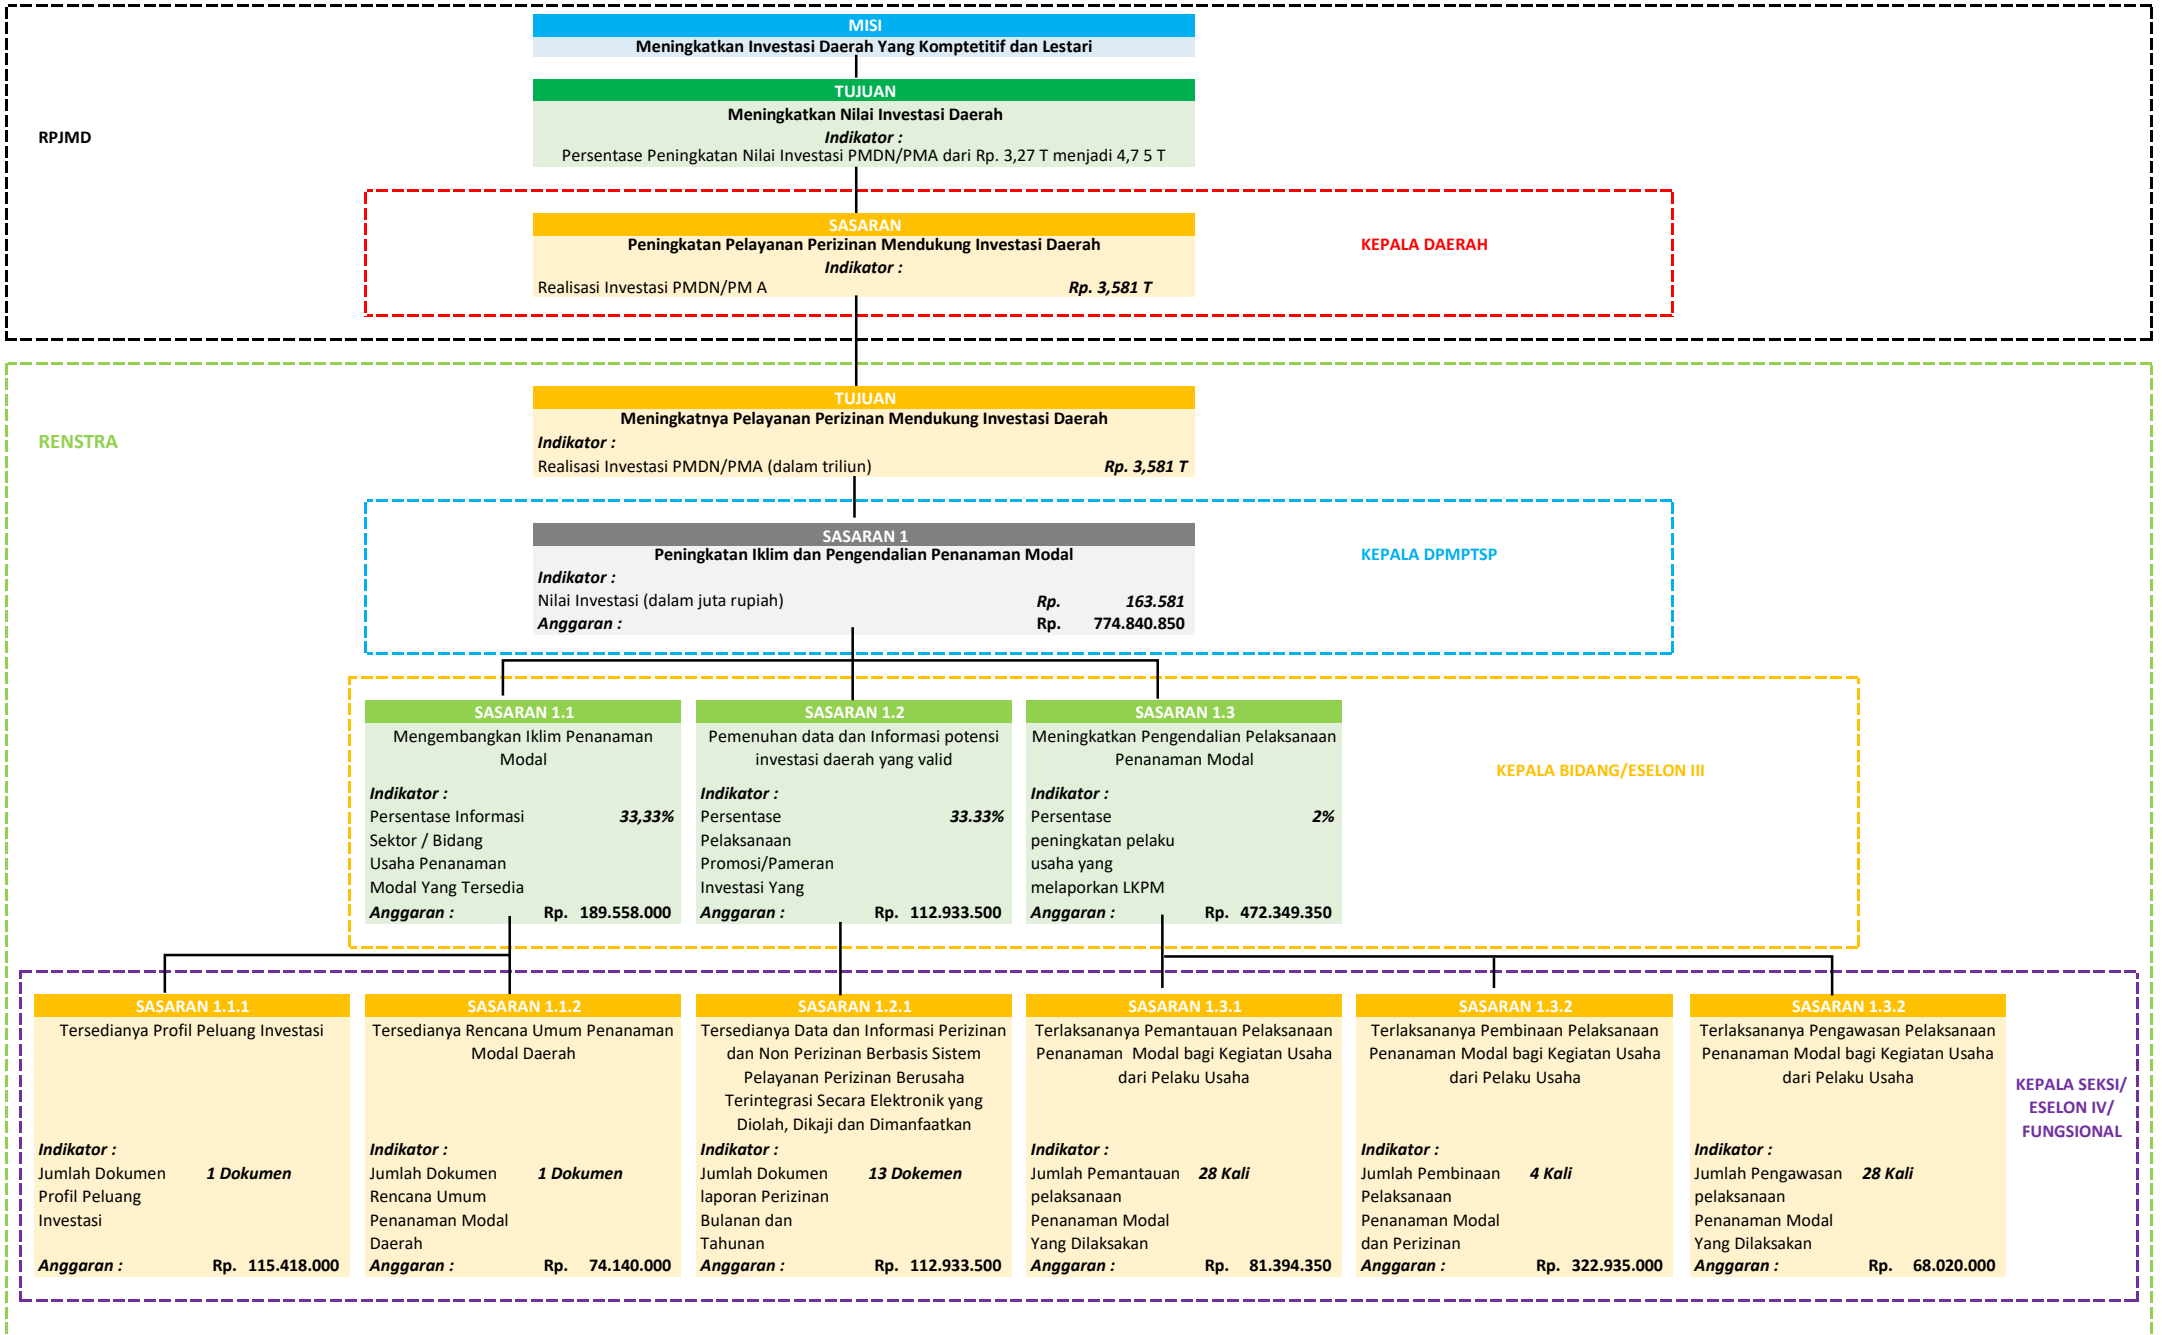 MISI
Meningkatkan Investasi Daerah Yang Komptetitif dan Lestari
TUJUAN
Meningkatkan Nilai Investasi Daerah
Indikator :
Persentase Peningkatan Nilai Investasi PMDN/PMA dari Rp. 3,27 T menjadi 4,7 5 T
RPJMD
SASARAN
Peningkatan Pelayanan Perizinan Mendukung Investasi Daerah
Indikator :
Realisasi Investasi PMDN/PM A Rp. 3,581 T
KEPALA DAERAH
TUJUAN
Meningkatnya Pelayanan Perizinan Mendukung Investasi Daerah
Indikator :
Realisasi Investasi PMDN/PMA (dalam triliun) Rp. 3,581 T
RENSTRA
SASARAN 1
Peningkatan Iklim dan Pengendalian Penanaman Modal
Indikator :
Nilai Investasi (dalam juta rupiah) Rp. 163.581
Anggaran : Rp. 774.840.850
KEPALA DPMPTSP
SASARAN 1.1
Mengembangkan Iklim Penanaman
Modal
Indikator :
Persentase Informasi 33,33%
Sektor / Bidang
Usaha Penanaman
Modal Yang Tersedia
Anggaran : Rp. 189.558.000
SASARAN 1.2
Pemenuhan data dan Informasi potensi
investasi daerah yang valid
Indikator :
Persentase 33.33%
Pelaksanaan
Promosi/Pameran
Investasi Yang
Anggaran : Rp. 112.933.500
SASARAN 1.3
Meningkatkan Pengendalian Pelaksanaan
Penanaman Modal
Indikator :
Persentase 2%
peningkatan pelaku
usaha yang
melaporkan LKPM
Anggaran : Rp. 472.349.350
KEPALA BIDANG/ESELON III
SASARAN 1.1.1
Tersedianya Profil Peluang Investasi
Indikator :
Jumlah Dokumen 1 Dokumen
Profil Peluang
Investasi
Anggaran : Rp. 115.418.000
SASARAN 1.1.2
Tersedianya Rencana Umum Penanaman
Modal Daerah
Indikator :
Jumlah Dokumen 1 Dokumen
Rencana Umum
Penanaman Modal
Daerah
Anggaran : Rp. 74.140.000
SASARAN 1.2.1
Tersedianya Data dan Informasi Perizinan
dan Non Perizinan Berbasis Sistem
Pelayanan Perizinan Berusaha
Terintegrasi Secara Elektronik yang
Diolah, Dikaji dan Dimanfaatkan
Indikator :
Jumlah Dokumen 13 Dokemen
laporan Perizinan
Bulanan dan
Tahunan
Anggaran : Rp. 112.933.500
SASARAN 1.3.1
Terlaksananya Pemantauan Pelaksanaan
Penanaman Modal bagi Kegiatan Usaha
dari Pelaku Usaha
Indikator :
Jumlah Pemantauan 28 Kali
pelaksanaan
Penanaman Modal
Yang Dilaksakan
Anggaran : Rp. 81.394.350
SASARAN 1.3.2
Terlaksananya Pembinaan Pelaksanaan
Penanaman Modal bagi Kegiatan Usaha
dari Pelaku Usaha
Indikator :
Jumlah Pembinaan 4 Kali
Pelaksanaan
Penanaman Modal
dan Perizinan
Anggaran : Rp. 322.935.000
SASARAN 1.3.2
Terlaksananya Pengawasan Pelaksanaan
Penanaman Modal bagi Kegiatan Usaha
dari Pelaku Usaha
Indikator :
Jumlah Pengawasan 28 Kali
pelaksanaan
Penanaman Modal
Yang Dilaksakan
Anggaran : Rp. 68.020.000
KEPALA SEKSI/
ESELON IV/
FUNGSIONAL